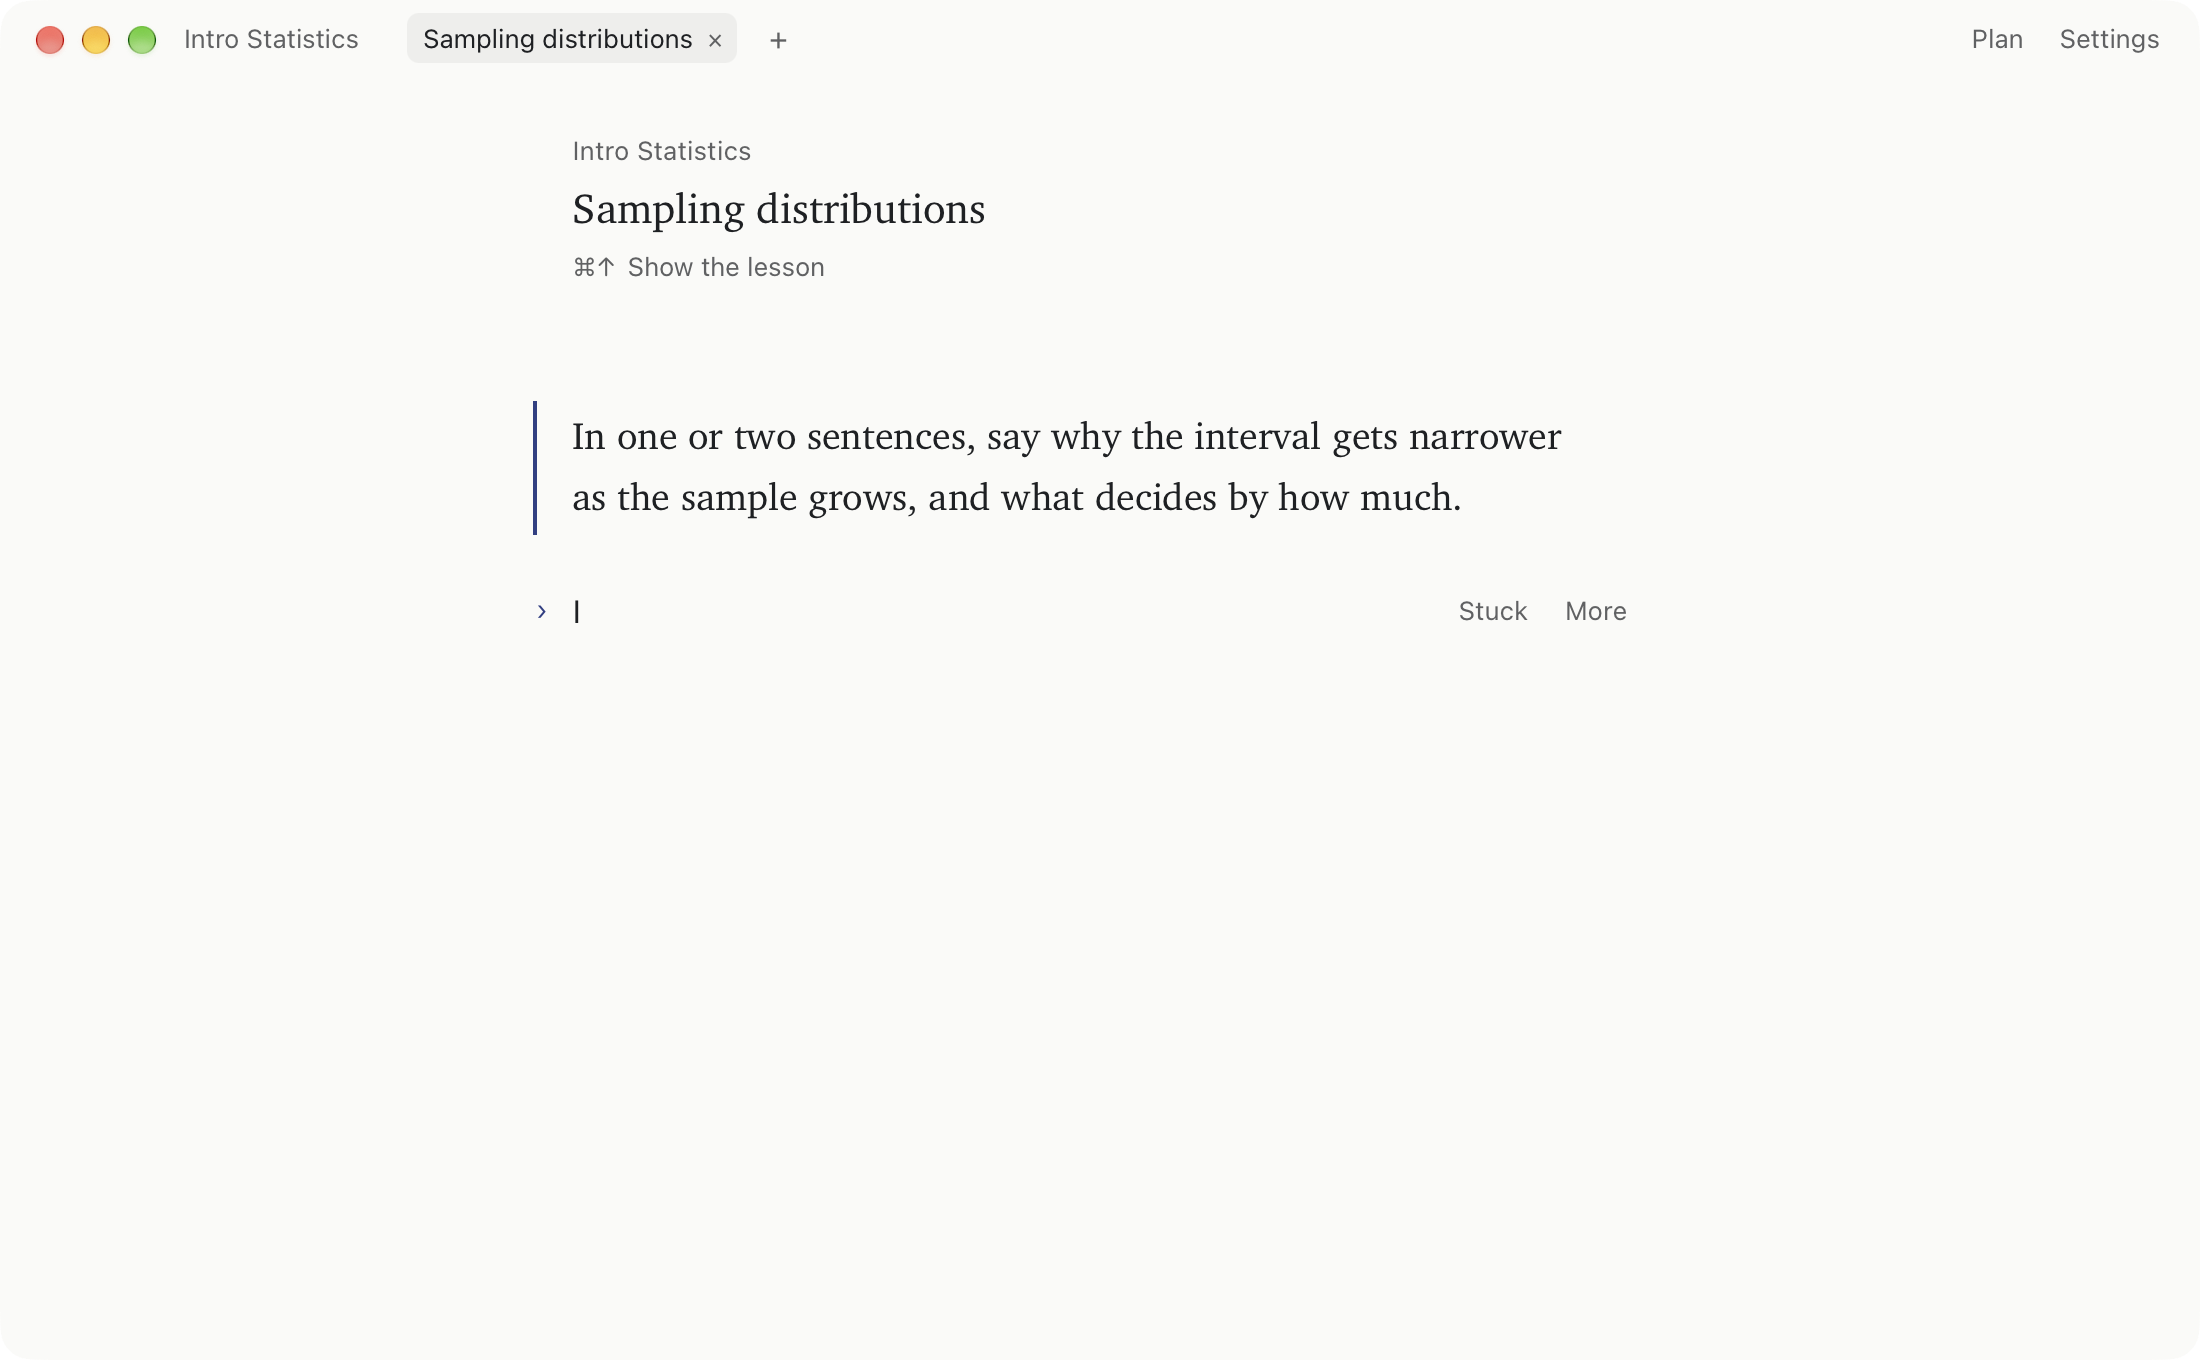 Intro Statistics
Sampling distributions ×
+
Plan
Settings
Intro Statistics
Sampling distributions
⌘↑ Show the lesson
In one or two sentences, say why the interval gets narrower
as the sample grows, and what decides by how much.
›
Stuck
More